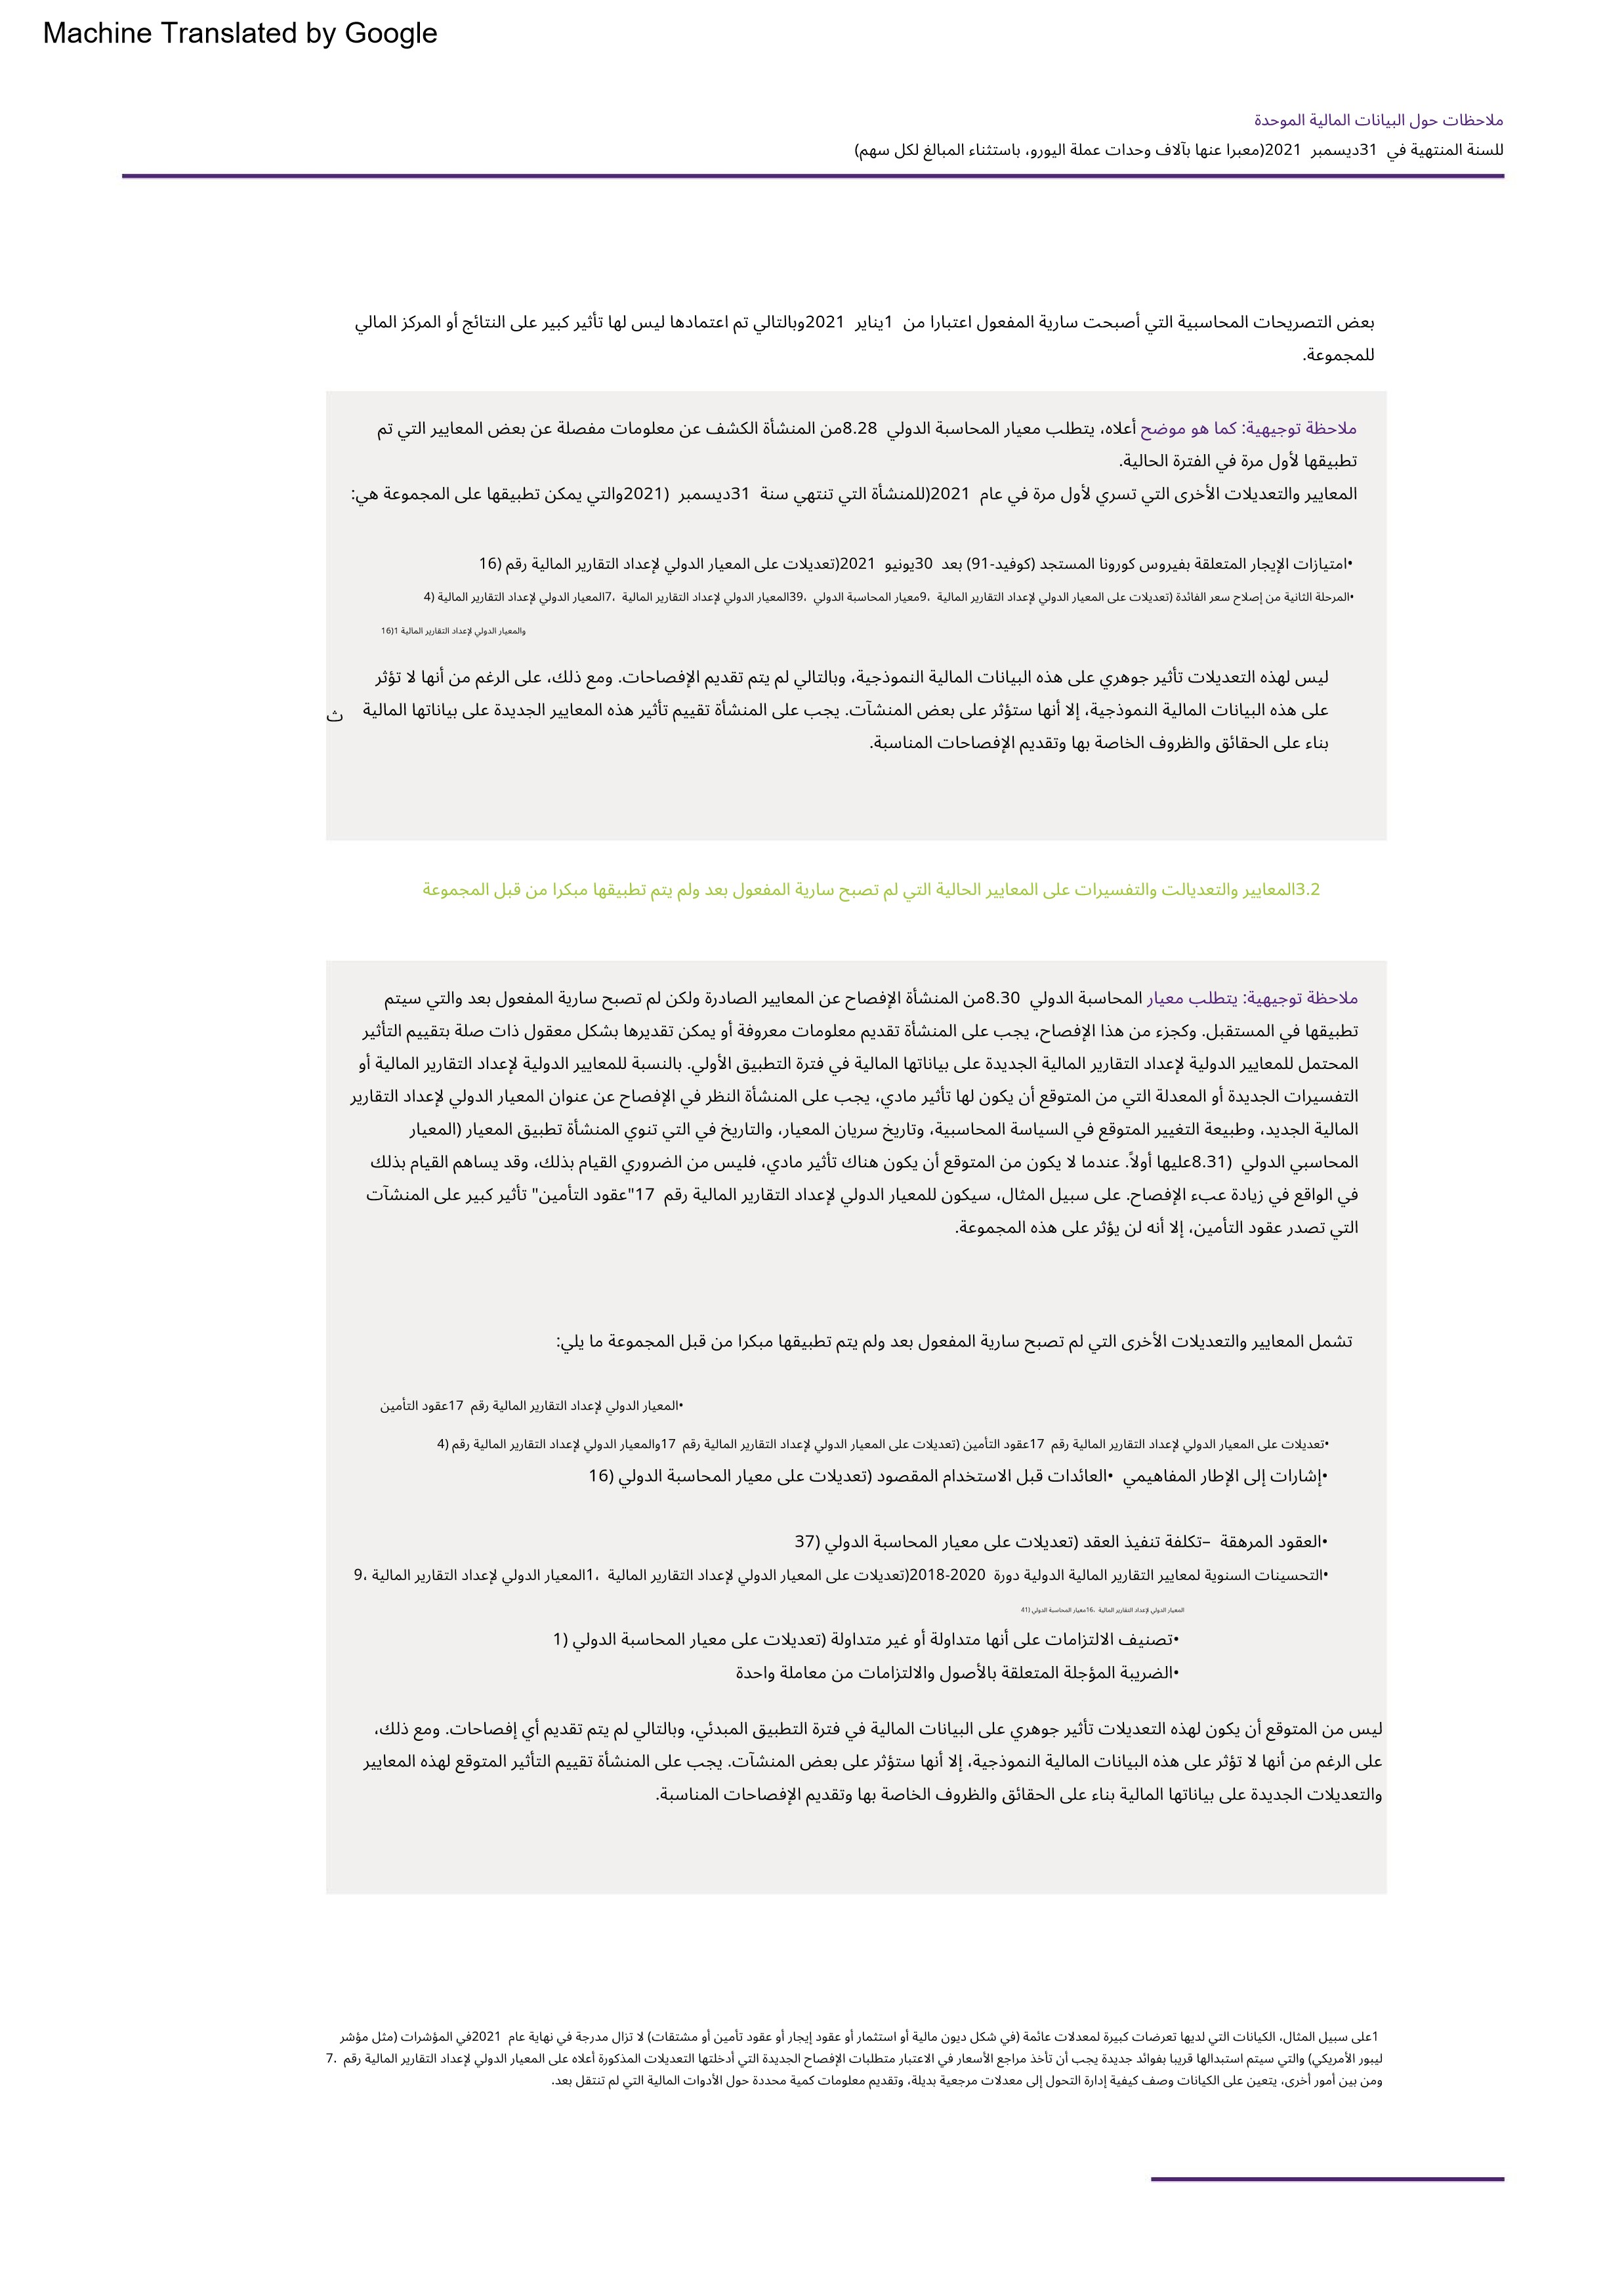 Machine Translated by Google
ملاحظات حول البيانات المالية الموحدة
للسنة المنتهية في 31ديسمبر 2021(معبرا عنها بآلاف وحدات عملة اليورو، باستثناء المبالغ لكل سهم)
بعض التصريحات المحاسبية التي أصبحت سارية المفعول اعتبارا من 1يناير 2021وبالتالي تم اعتمادها ليس لها تأثير كبير على النتائج أو المركز المالي
للمجموعة.
ملاحظة توجيهية: كما هو موضح أعلاه، يتطلب معيار المحاسبة الدولي 8.28من المنشأة الكشف عن معلومات مفصلة عن بعض المعايير التي تم
تطبيقها لأول مرة في الفترة الحالية.
المعايير والتعديلات الأخرى التي تسري لأول مرة في عام 2021(للمنشأة التي تنتهي سنة 31ديسمبر 2021)والتي يمكن تطبيقها على المجموعة هي:
•امتيازات الإيجار المتعلقة بفيروس كورونا المستجد (كوفيد-91) بعد 30يونيو 2021(تعديلات على المعيار الدولي لإعداد التقارير المالية رقم 16)
•المرحلة الثانية من إصلاح سعر الفائدة (تعديلات على المعيار الدولي لإعداد التقارير المالية 9، معيار المحاسبة الدولي 39، المعيار الدولي لإعداد التقارير المالية 7، المعيار الدولي لإعداد التقارير المالية 4)
والمعيار الدولي لإعداد التقارير المالية 16)1
ليس لهذه التعديلات تأثير جوهري على هذه البيانات المالية النموذجية، وبالتالي لم يتم تقديم الإفصاحات. ومع ذلك، على الرغم من أنها لا تؤثر
على هذه البيانات المالية النموذجية، إلا أنها ستؤثر على بعض المنشآت. يجب على المنشأة تقييم تأثير هذه المعايير الجديدة على بياناتها المالية ث
بناء على الحقائق والظروف الخاصة بها وتقديم الإفصاحات المناسبة.
3.2المعايير والتعديالت والتفسيرات على المعايير الحالية التي لم تصبح سارية المفعول بعد ولم يتم تطبيقها مبكرا من قبل المجموعة
ملاحظة توجيهية: يتطلب معيار المحاسبة الدولي 8.30من المنشأة الإفصاح عن المعايير الصادرة ولكن لم تصبح سارية المفعول بعد والتي سيتم
تطبيقها في المستقبل. وكجزء من هذا الإفصاح، يجب على المنشأة تقديم معلومات معروفة أو يمكن تقديرها بشكل معقول ذات صلة بتقييم التأثير
المحتمل للمعايير الدولية لإعداد التقارير المالية الجديدة على بياناتها المالية في فترة التطبيق الأولي. بالنسبة للمعايير الدولية لإعداد التقارير المالية أو
التفسيرات الجديدة أو المعدلة التي من المتوقع أن يكون لها تأثير مادي، يجب على المنشأة النظر في الإفصاح عن عنوان المعيار الدولي لإعداد التقارير
المالية الجديد، وطبيعة التغيير المتوقع في السياسة المحاسبية، وتاريخ سريان المعيار، والتاريخ في التي تنوي المنشأة تطبيق المعيار (المعيار
المحاسبي الدولي 8.31)عليها أولاً. عندما لا يكون من المتوقع أن يكون هناك تأثير مادي، فليس من الضروري القيام بذلك، وقد يساهم القيام بذلك
في الواقع في زيادة عبء الإفصاح. على سبيل المثال، سيكون للمعيار الدولي لإعداد التقارير المالية رقم 17"عقود التأمين" تأثير كبير على المنشآت
التي تصدر عقود التأمين، إلا أنه لن يؤثر على هذه المجموعة.
تشمل المعايير والتعديلات الأخرى التي لم تصبح سارية المفعول بعد ولم يتم تطبيقها مبكرا من قبل المجموعة ما يلي:
•المعيار الدولي لإعداد التقارير المالية رقم 17عقود التأمين
•تعديلات على المعيار الدولي لإعداد التقارير المالية رقم 17عقود التأمين (تعديلات على المعيار الدولي لإعداد التقارير المالية رقم 17والمعيار الدولي لإعداد التقارير المالية رقم 4)
•إشارات إلى الإطار المفاهيمي •العائدات قبل الاستخدام المقصود (تعديلات على معيار المحاسبة الدولي 16)
•العقود المرهقة –تكلفة تنفيذ العقد (تعديلات على معيار المحاسبة الدولي 37)
•التحسينات السنوية لمعايير التقارير المالية الدولية دورة 2018-2020(تعديلات على المعيار الدولي لإعداد التقارير المالية 1، المعيار الدولي لإعداد التقارير المالية 9،
المعيار الدولي لإعداد التقارير المالية 16، معيار المحاسبة الدولي 41)
•تصنيف الالتزامات على أنها متداولة أو غير متداولة (تعديلات على معيار المحاسبة الدولي 1)
•الضريبة المؤجلة المتعلقة بالأصول والالتزامات من معاملة واحدة
ليس من المتوقع أن يكون لهذه التعديلات تأثير جوهري على البيانات المالية في فترة التطبيق المبدئي، وبالتالي لم يتم تقديم أي إفصاحات. ومع ذلك،
على الرغم من أنها لا تؤثر على هذه البيانات المالية النموذجية، إلا أنها ستؤثر على بعض المنشآت. يجب على المنشأة تقييم التأثير المتوقع لهذه المعايير
والتعديلات الجديدة على بياناتها المالية بناء على الحقائق والظروف الخاصة بها وتقديم الإفصاحات المناسبة.
1على سبيل المثال، الكيانات التي لديها تعرضات كبيرة لمعدلات عائمة (في شكل ديون مالية أو استثمار أو عقود إيجار أو عقود تأمين أو مشتقات) لا تزال مدرجة في نهاية عام 2021في المؤشرات (مثل مؤشر
ليبور الأمريكي) والتي سيتم استبدالها قريبا بفوائد جديدة يجب أن تأخذ مراجع الأسعار في الاعتبار متطلبات الإفصاح الجديدة التي أدخلتها التعديلات المذكورة أعلاه على المعيار الدولي لإعداد التقارير المالية رقم 7.
ومن بين أمور أخرى، يتعين على الكيانات وصف كيفية إدارة التحول إلى معدلات مرجعية بديلة، وتقديم معلومات كمية محددة حول الأدوات المالية التي لم تنتقل بعد.